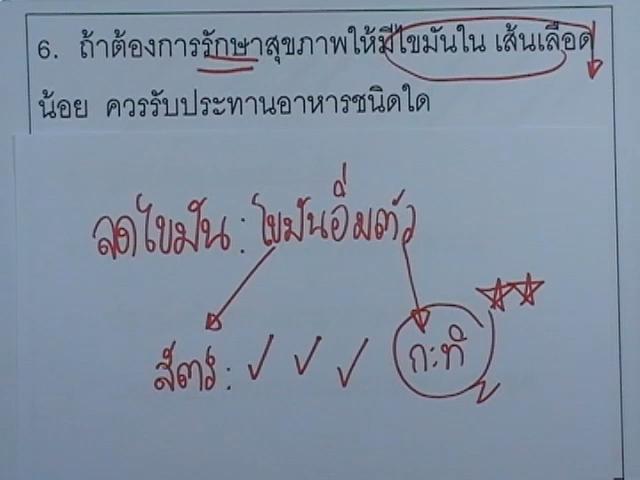 6. ถ้าต้องการรักษาสุขภาพให้มีไขมันใน เส้นเลือด
น้อย ควรรับประทานอาหารชนิดใด
ลดไขมัน : ไขมันอิ่มตัว
สัตว์ : ✓ ✓ ✓ กะทิ